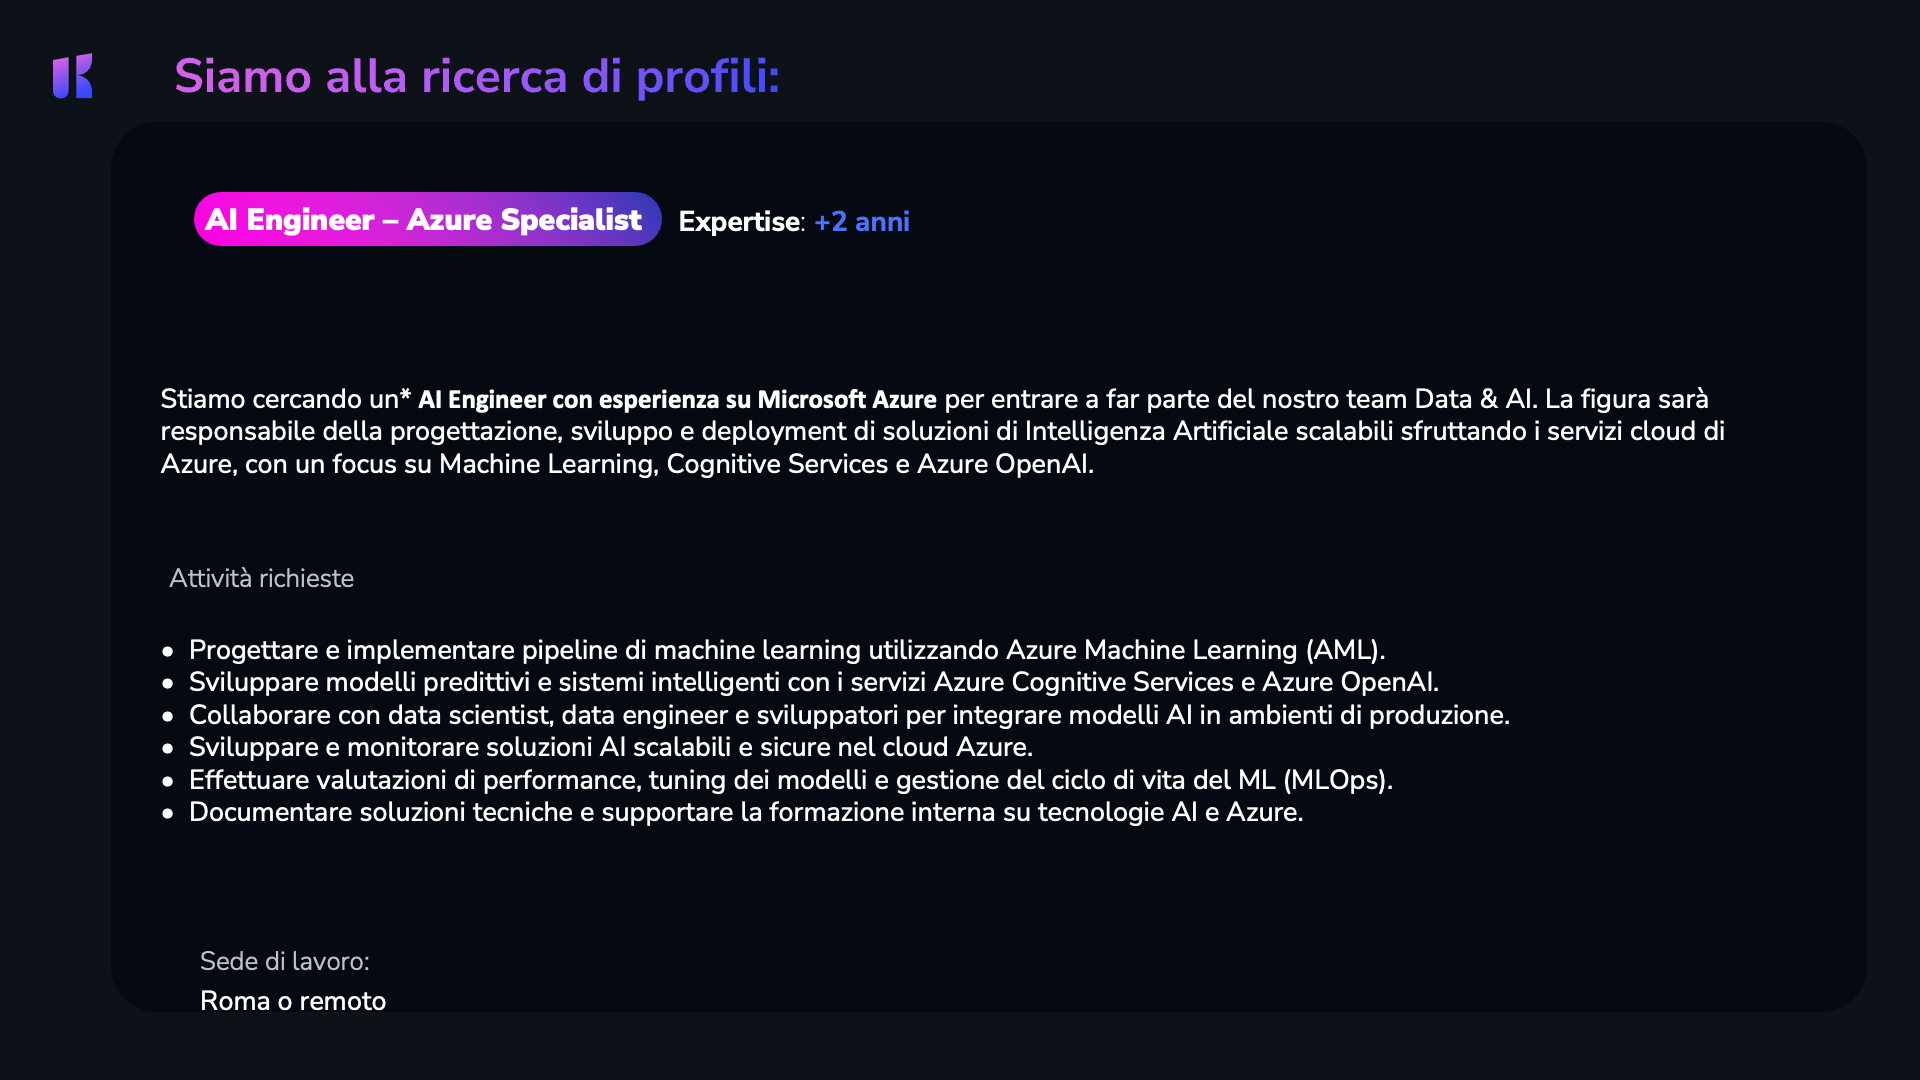 Siamo alla ricerca di profili:
AI Engineer – Azure Specialist Expertise: +2 anni
Stiamo cercando un* AI Engineer con esperienza su Microsoft Azure per entrare a far parte del nostro team Data & AI. La figura sarà
responsabile della progettazione, sviluppo e deployment di soluzioni di Intelligenza Artificiale scalabili sfruttando i servizi cloud di
Azure, con un focus su Machine Learning, Cognitive Services e Azure OpenAI.
Attività richieste
• Progettare e implementare pipeline di machine learning utilizzando Azure Machine Learning (AML).
• Sviluppare modelli predittivi e sistemi intelligenti con i servizi Azure Cognitive Services e Azure OpenAI.
• Collaborare con data scientist, data engineer e sviluppatori per integrare modelli AI in ambienti di produzione.
• Sviluppare e monitorare soluzioni AI scalabili e sicure nel cloud Azure.
• Effettuare valutazioni di performance, tuning dei modelli e gestione del ciclo di vita del ML (MLOps).
• Documentare soluzioni tecniche e supportare la formazione interna su tecnologie AI e Azure.
Sede di lavoro:
Roma o remoto